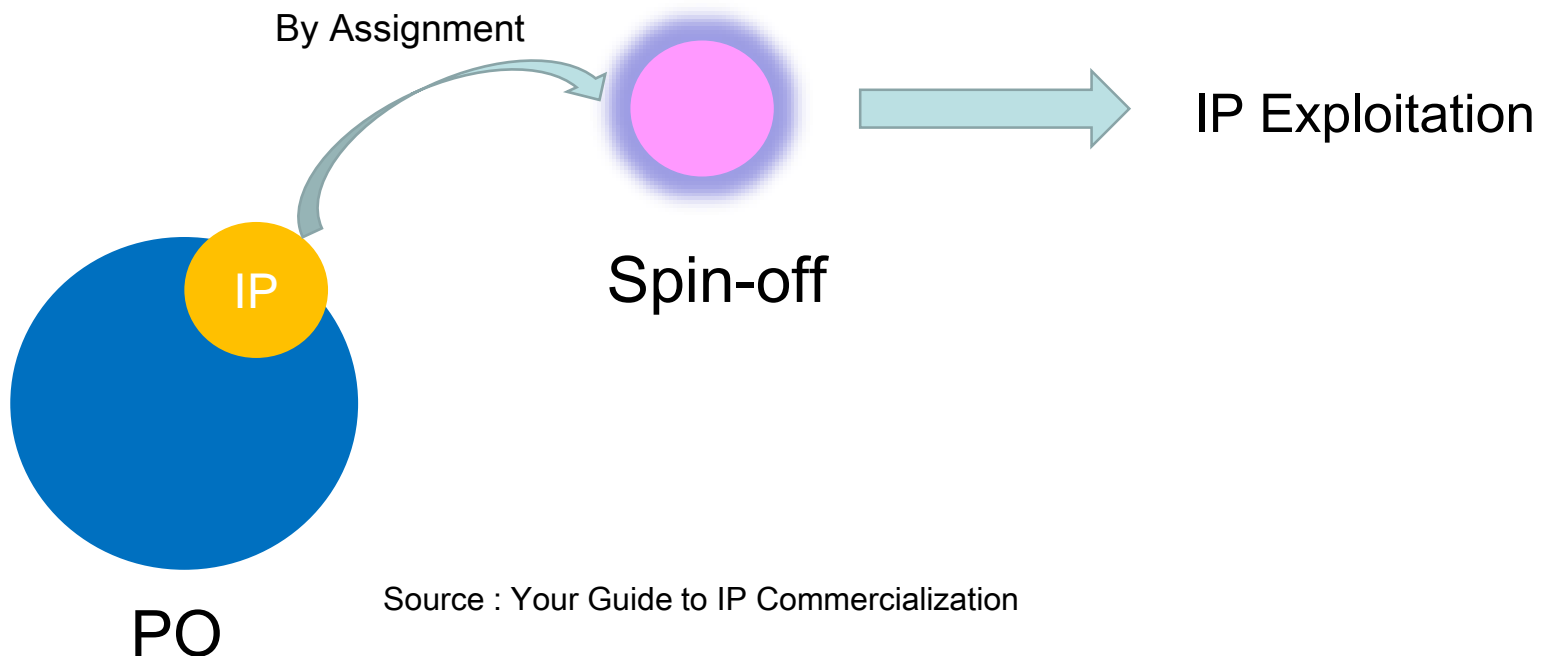 By Assignment
IP Exploitation
IP
Spin-off
Source : Your Guide to IP Commercialization
PO